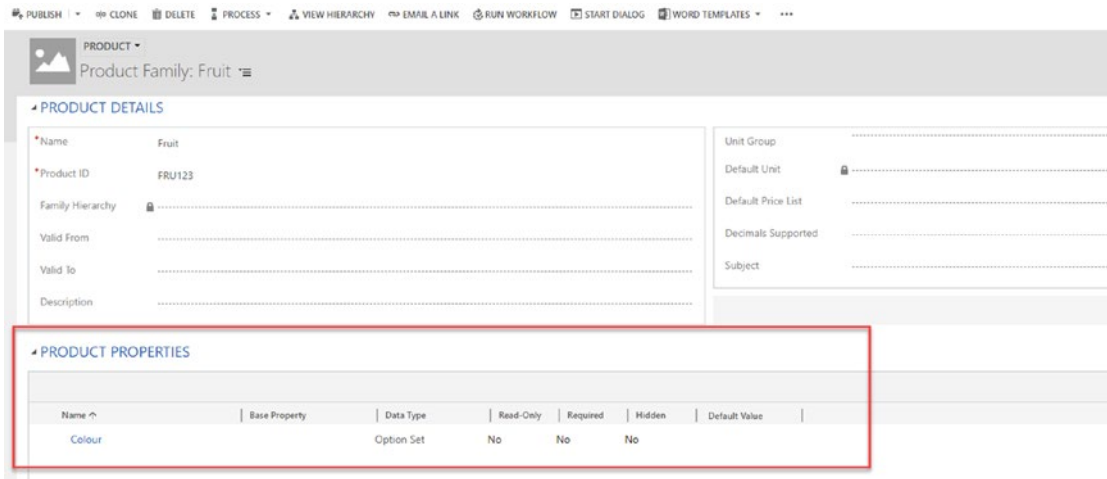 PUBLISH CLONE DELETE PROCESS VIEW HIERARCHY EMAIL A LINK RUN WORKFLOW START DIALOG WORD TEMPLATES ...
PRODUCT
Product Family: Fruit
PRODUCT DETAILS
*Name Fruit
*Product ID FRU123
Family Hierarchy
Valid From
Valid To
Description
Unit Group
Default Unit
Default Price List
Decimals Supported
Subject
PRODUCT PROPERTIES
Name Base Property Data Type Read-Only Required Hidden Default Value
Colour Option Set No No No